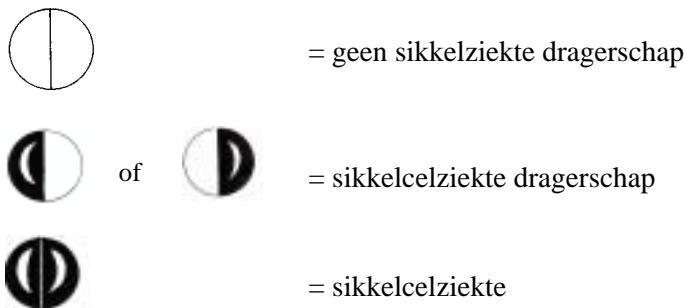 = geen sikkelziekte dragerschap
of = sikkelcelziekte dragerschap
= sikkelcelziekte